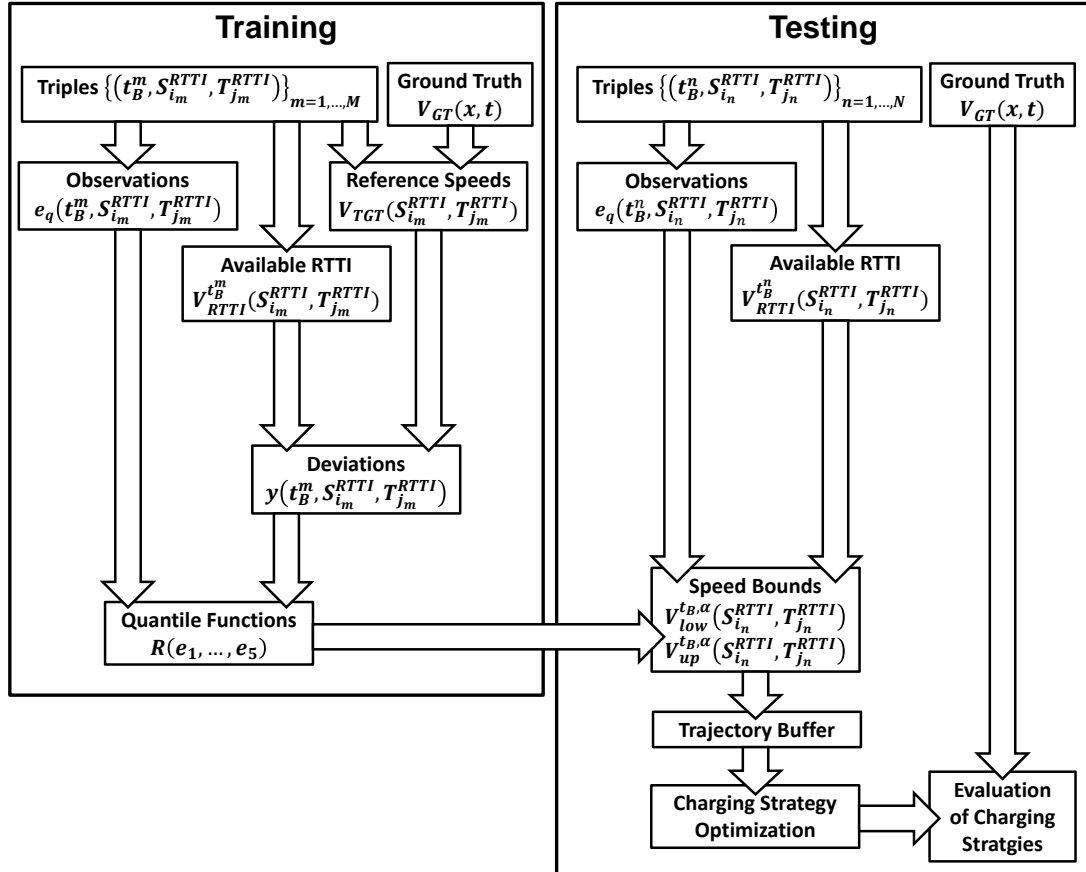 Training
Triples {(t_B^m, S_{i_m}^{RTTI}, T_{j_m}^{RTTI})}_{m=1,…,M}
Ground Truth
V_{GT}(x, t)
Observations
e_q(t_B^m, S_{i_m}^{RTTI}, T_{j_m}^{RTTI})
Reference Speeds
V_{TGT}(S_{i_m}^{RTTI}, T_{j_m}^{RTTI})
Available RTTI
V_{RTTI}^{t_B^m}(S_{i_m}^{RTTI}, T_{j_m}^{RTTI})
Deviations
y(t_B^m, S_{i_m}^{RTTI}, T_{j_m}^{RTTI})
Quantile Functions
R(e_1, …, e_5)
Testing
Triples {(t_B^n, S_{i_n}^{RTTI}, T_{j_n}^{RTTI})}_{n=1,…,N}
Ground Truth
V_{GT}(x, t)
Observations
e_q(t_B^n, S_{i_n}^{RTTI}, T_{j_n}^{RTTI})
Available RTTI
V_{RTTI}^{t_B^n}(S_{i_n}^{RTTI}, T_{j_n}^{RTTI})
Speed Bounds
V_{low}^{t_B,α}(S_{i_n}^{RTTI}, T_{j_n}^{RTTI})
V_{up}^{t_B,α}(S_{i_n}^{RTTI}, T_{j_n}^{RTTI})
Trajectory Buffer
Charging Strategy
Optimization
Evaluation
of Charging
Stratgies